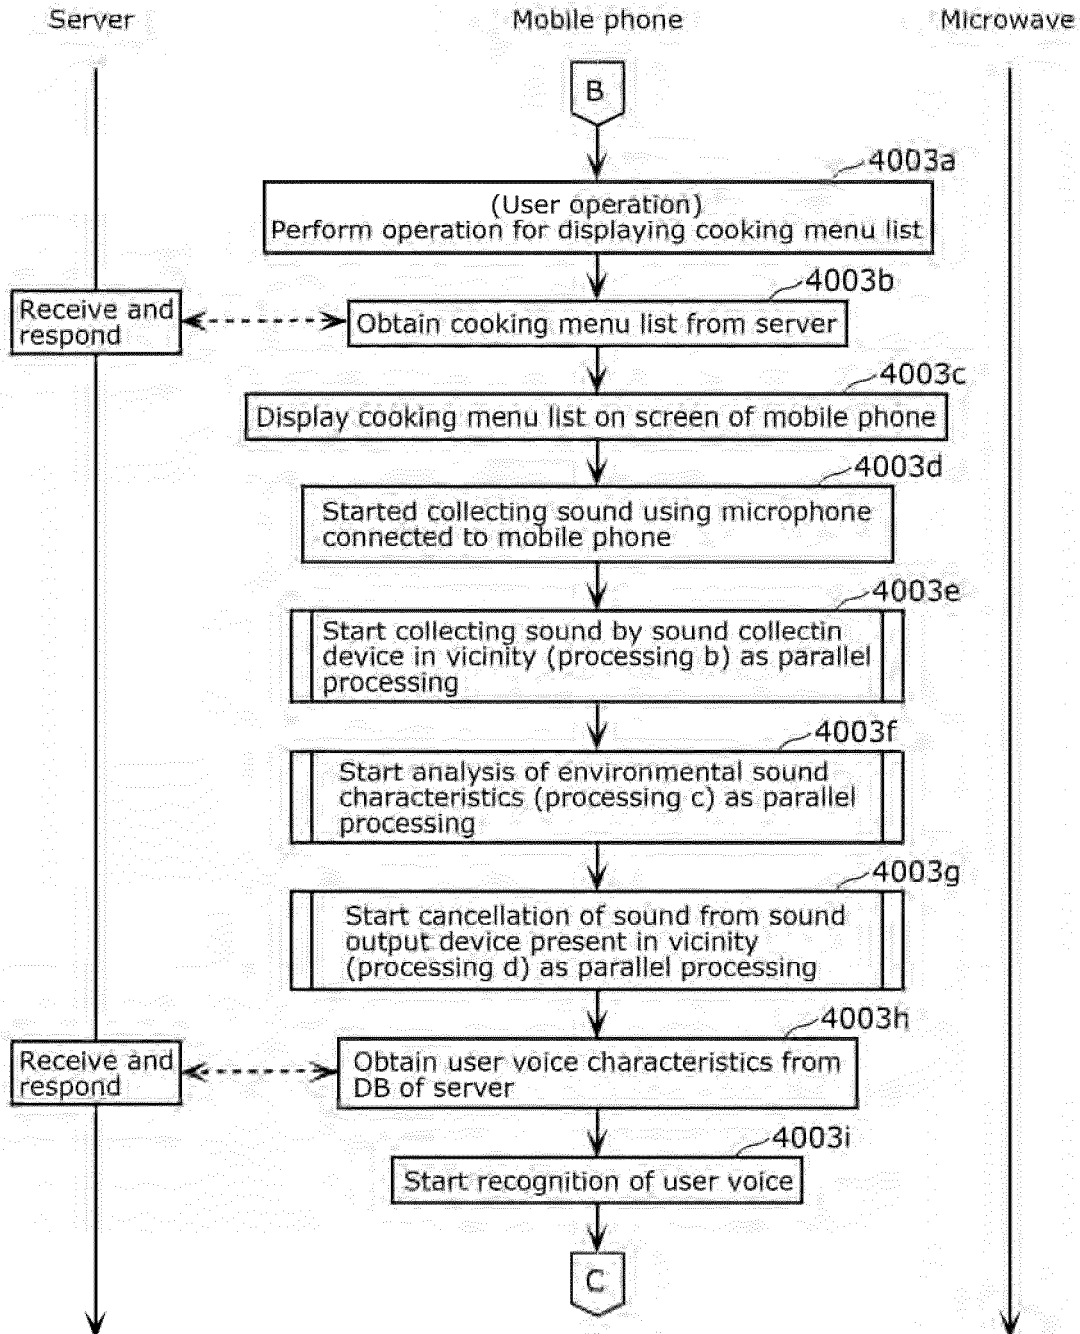 Server
Mobile phone
Microwave
B
4003a
(User operation)
Perform operation for displaying cooking menu list
4003b
Receive and
respond
Obtain cooking menu list from server
4003c
Display cooking menu list on screen of mobile phone
4003d
Started collecting sound using microphone
connected to mobile phone
4003e
Start collecting sound by sound collectin
device in vicinity (processing b) as parallel
processing
4003f
Start analysis of environmental sound
characteristics (processing c) as parallel
processing
4003g
Start cancellation of sound from sound
output device present in vicinity
(processing d) as parallel processing
4003h
Receive and
respond
Obtain user voice characteristics from
DB of server
4003i
Start recognition of user voice
C